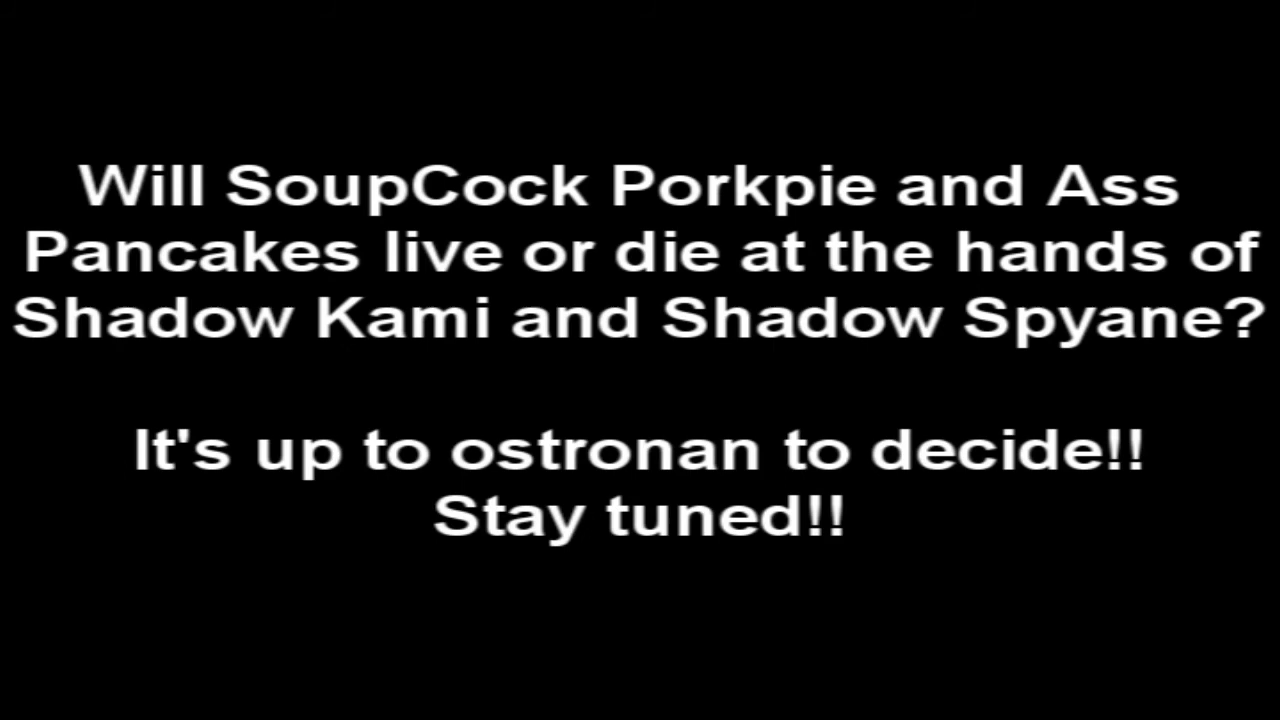 Will SoupCock Porkpie and Ass
Pancakes live or die at the hands of
Shadow Kami and Shadow Spyane?
It's up to ostronan to decide!!
Stay tuned!!